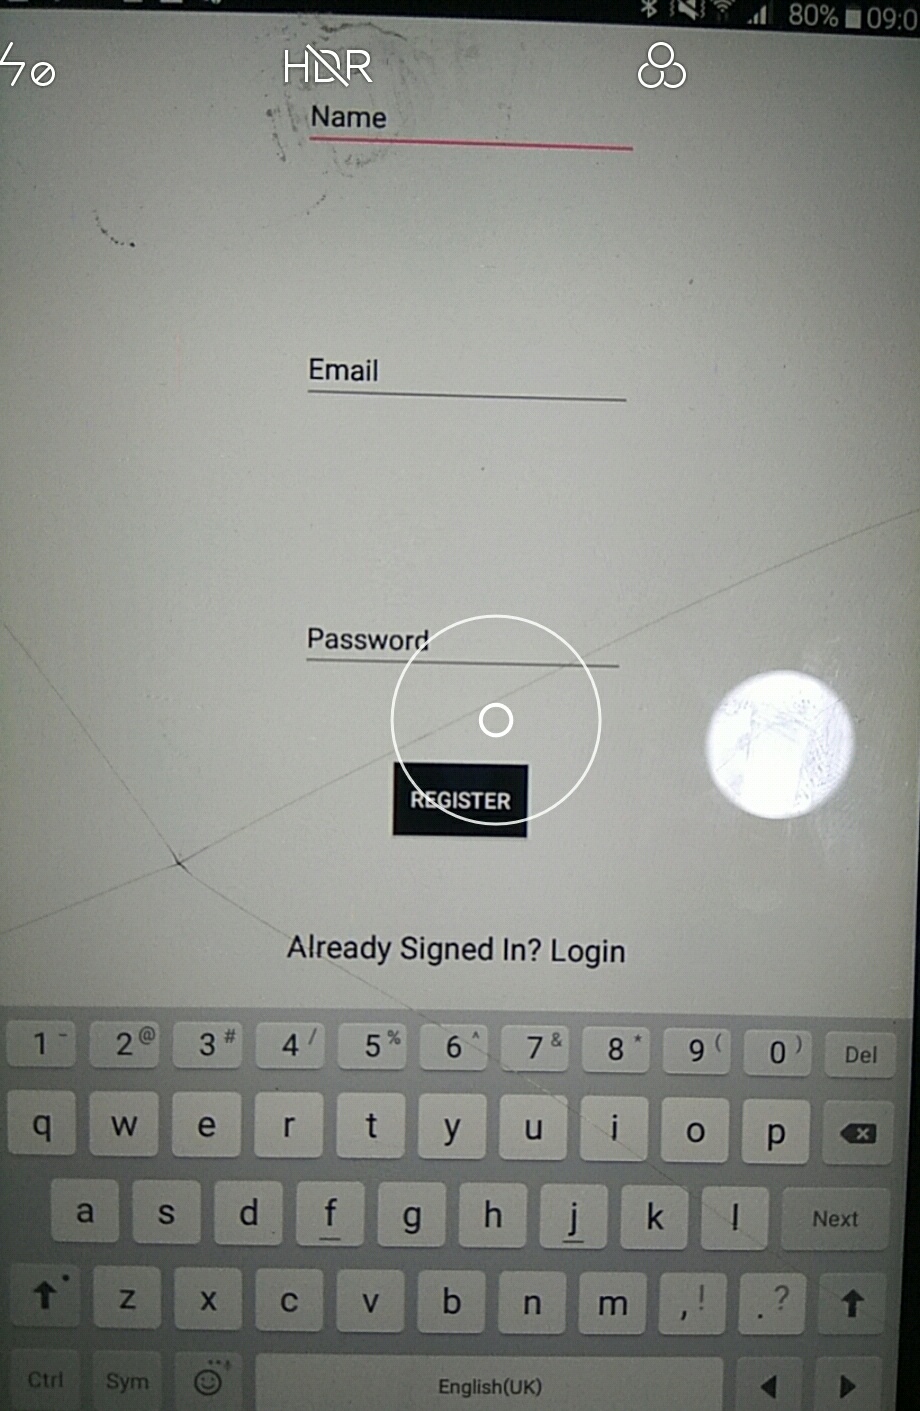 80% 09:0
HDR
Name
Email
Password
REGISTER
Already Signed In? Login
1 - 2 @ 3 # 4 / 5 % 6 ^ 7 & 8 * 9 ( 0 ) Del
q w e r t y u i o p
a s d f g h j k l Next
z x c v b n m , ! . ?
Ctrl Sym English(UK)